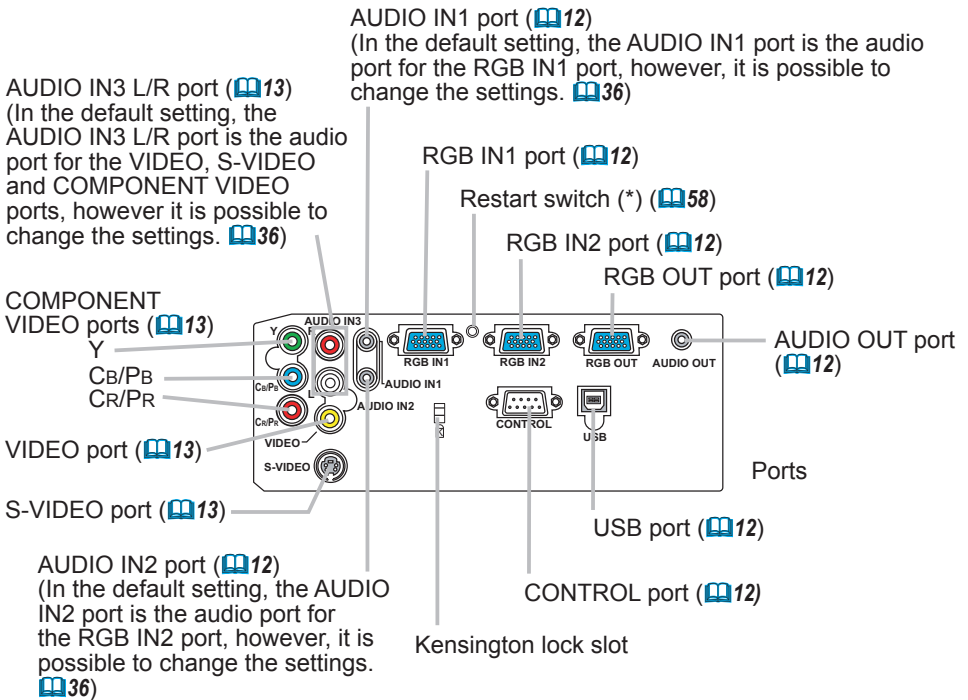 AUDIO IN1 port (12)
(In the default setting, the AUDIO IN1 port is the audio
port for the RGB IN1 port, however, it is possible to
change the settings. 36)
AUDIO IN3 L/R port (13)
(In the default setting, the
AUDIO IN3 L/R port is the audio
port for the VIDEO, S-VIDEO
and COMPONENT VIDEO
ports, however it is possible to
change the settings. 36)
RGB IN1 port (12)
Restart switch (*) (58)
RGB IN2 port (12)
RGB OUT port (12)
COMPONENT
VIDEO ports (13)
Y
CB/PB
CR/PR
VIDEO port (13)
S-VIDEO port (13)
AUDIO OUT port
(12)
Y
AUDIO IN3
R
L
CB/PB
CR/PR
AUDIO IN1
AUDIO IN2
VIDEO
S-VIDEO
RGB IN1
RGB IN2
RGB OUT
AUDIO OUT
CONTROL
USB
Ports
USB port (12)
CONTROL port (12)
Kensington lock slot
AUDIO IN2 port (12)
(In the default setting, the AUDIO
IN2 port is the audio port for
the RGB IN2 port, however, it is
possible to change the settings.
36)